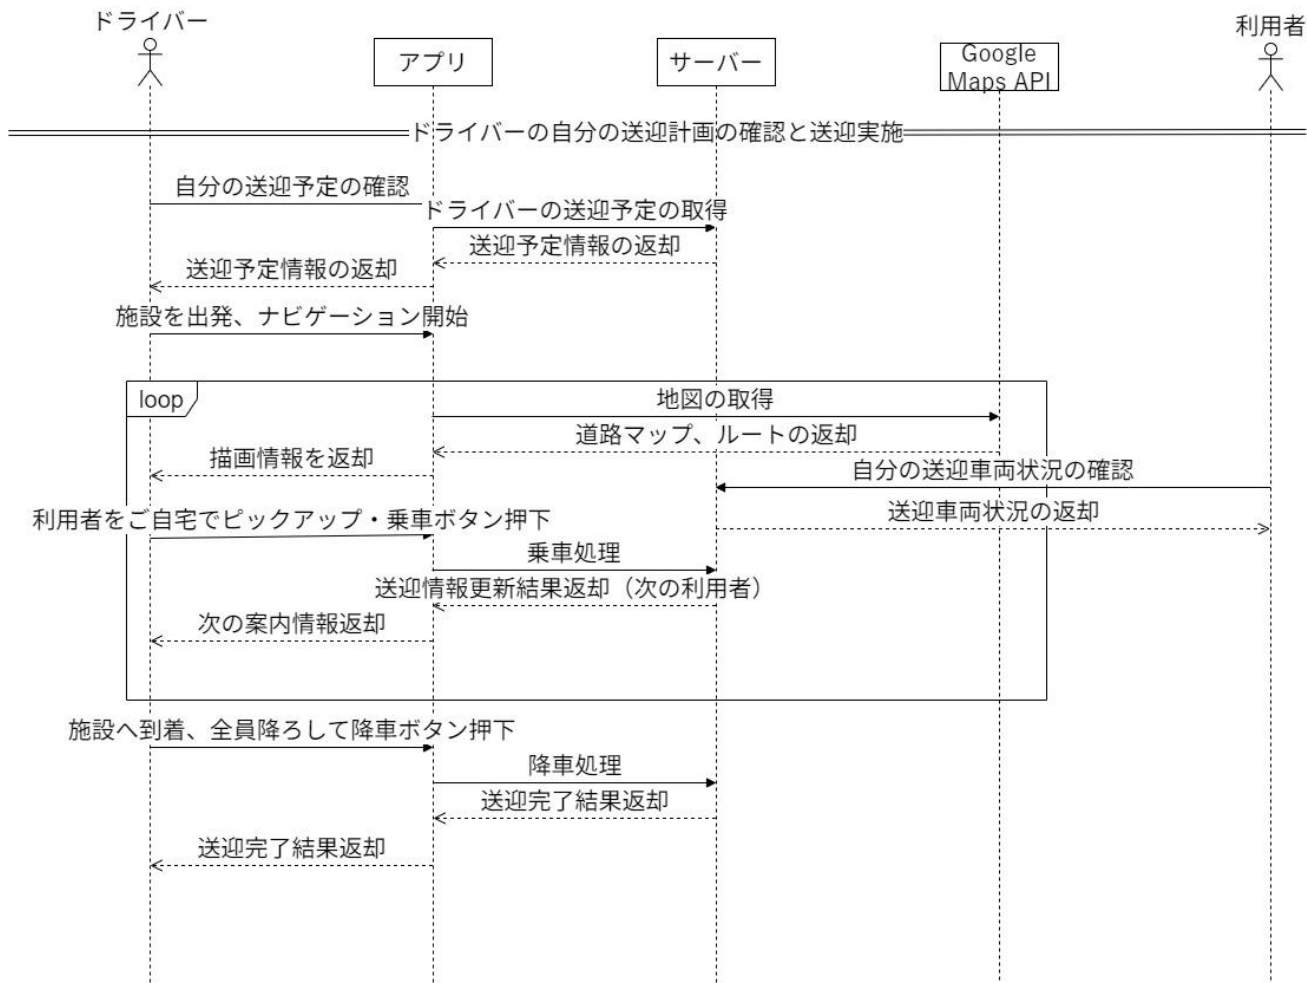 ドライバー
アプリ
サーバー
Google
Maps API
利用者
ドライバーの自分の送迎計画の確認と送迎実施
自分の送迎予定の確認
ドライバーの送迎予定の取得
送迎予定情報の返却
送迎予定情報の返却
施設を出発、ナビゲーション開始
loop
地図の取得
道路マップ、ルートの返却
描画情報を返却
自分の送迎車両状況の確認
送迎車両状況の返却
利用者をご自宅でピックアップ・乗車ボタン押下
乗車処理
送迎情報更新結果返却（次の利用者）
次の案内情報返却
施設へ到着、全員降ろして降車ボタン押下
降車処理
送迎完了結果返却
送迎完了結果返却